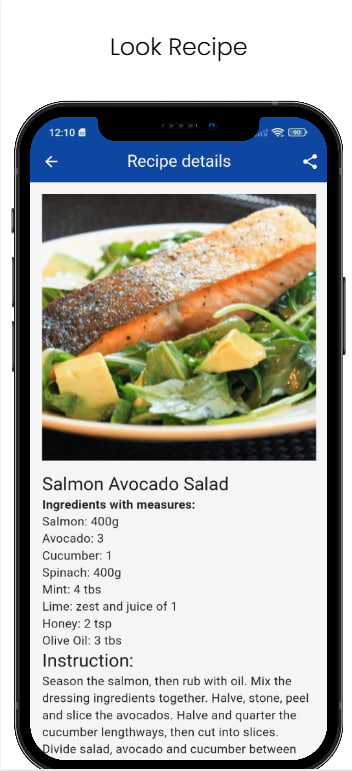 Look Recipe
12:10
90
Recipe details
Salmon Avocado Salad
Ingredients with measures:
Salmon: 400g
Avocado: 3
Cucumber: 1
Spinach: 400g
Mint: 4 tbs
Lime: zest and juice of 1
Honey: 2 tsp
Olive Oil: 3 tbs
Instruction:
Season the salmon, then rub with oil. Mix the
dressing ingredients together. Halve, stone, peel
and slice the avocados. Halve and quarter the
cucumber lengthways, then cut into slices.
Divide salad, avocado and cucumber between